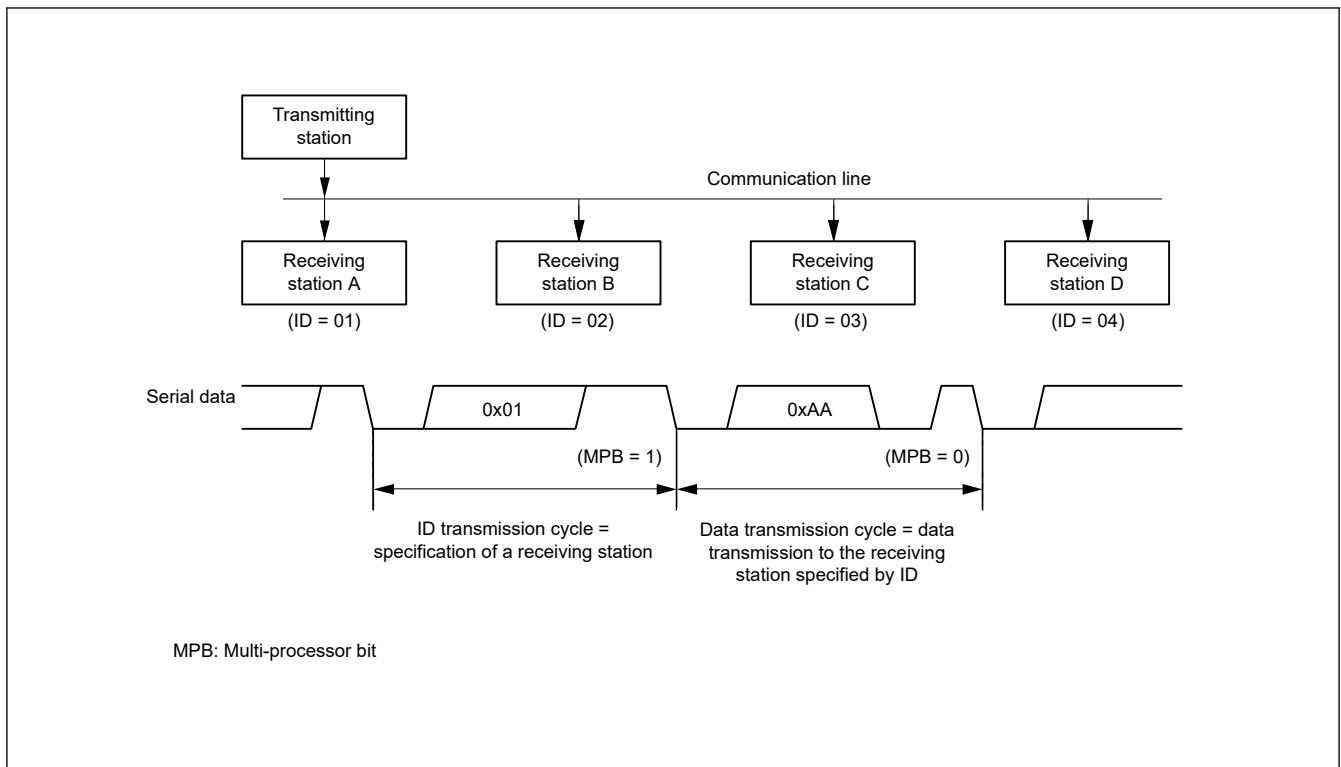 Transmitting
station
Communication line
Receiving
station A
(ID = 01)
Receiving
station B
(ID = 02)
Receiving
station C
(ID = 03)
Receiving
station D
(ID = 04)
Serial data
0x01
0xAA
(MPB = 1)
(MPB = 0)
ID transmission cycle =
specification of a receiving station
Data transmission cycle = data
transmission to the receiving
station specified by ID
MPB: Multi-processor bit